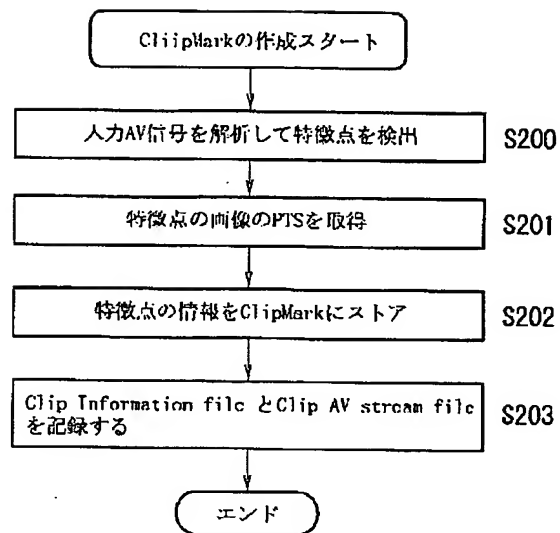 CliipMarkの作成スタート
入力AV信号を解析して特徴点を検出
S200
特徴点の画像のPTSを取得
S201
特徴点の情報をClipMarkにストア
S202
Clip Information file とClip AV stream file
を記録する
S203
エンド